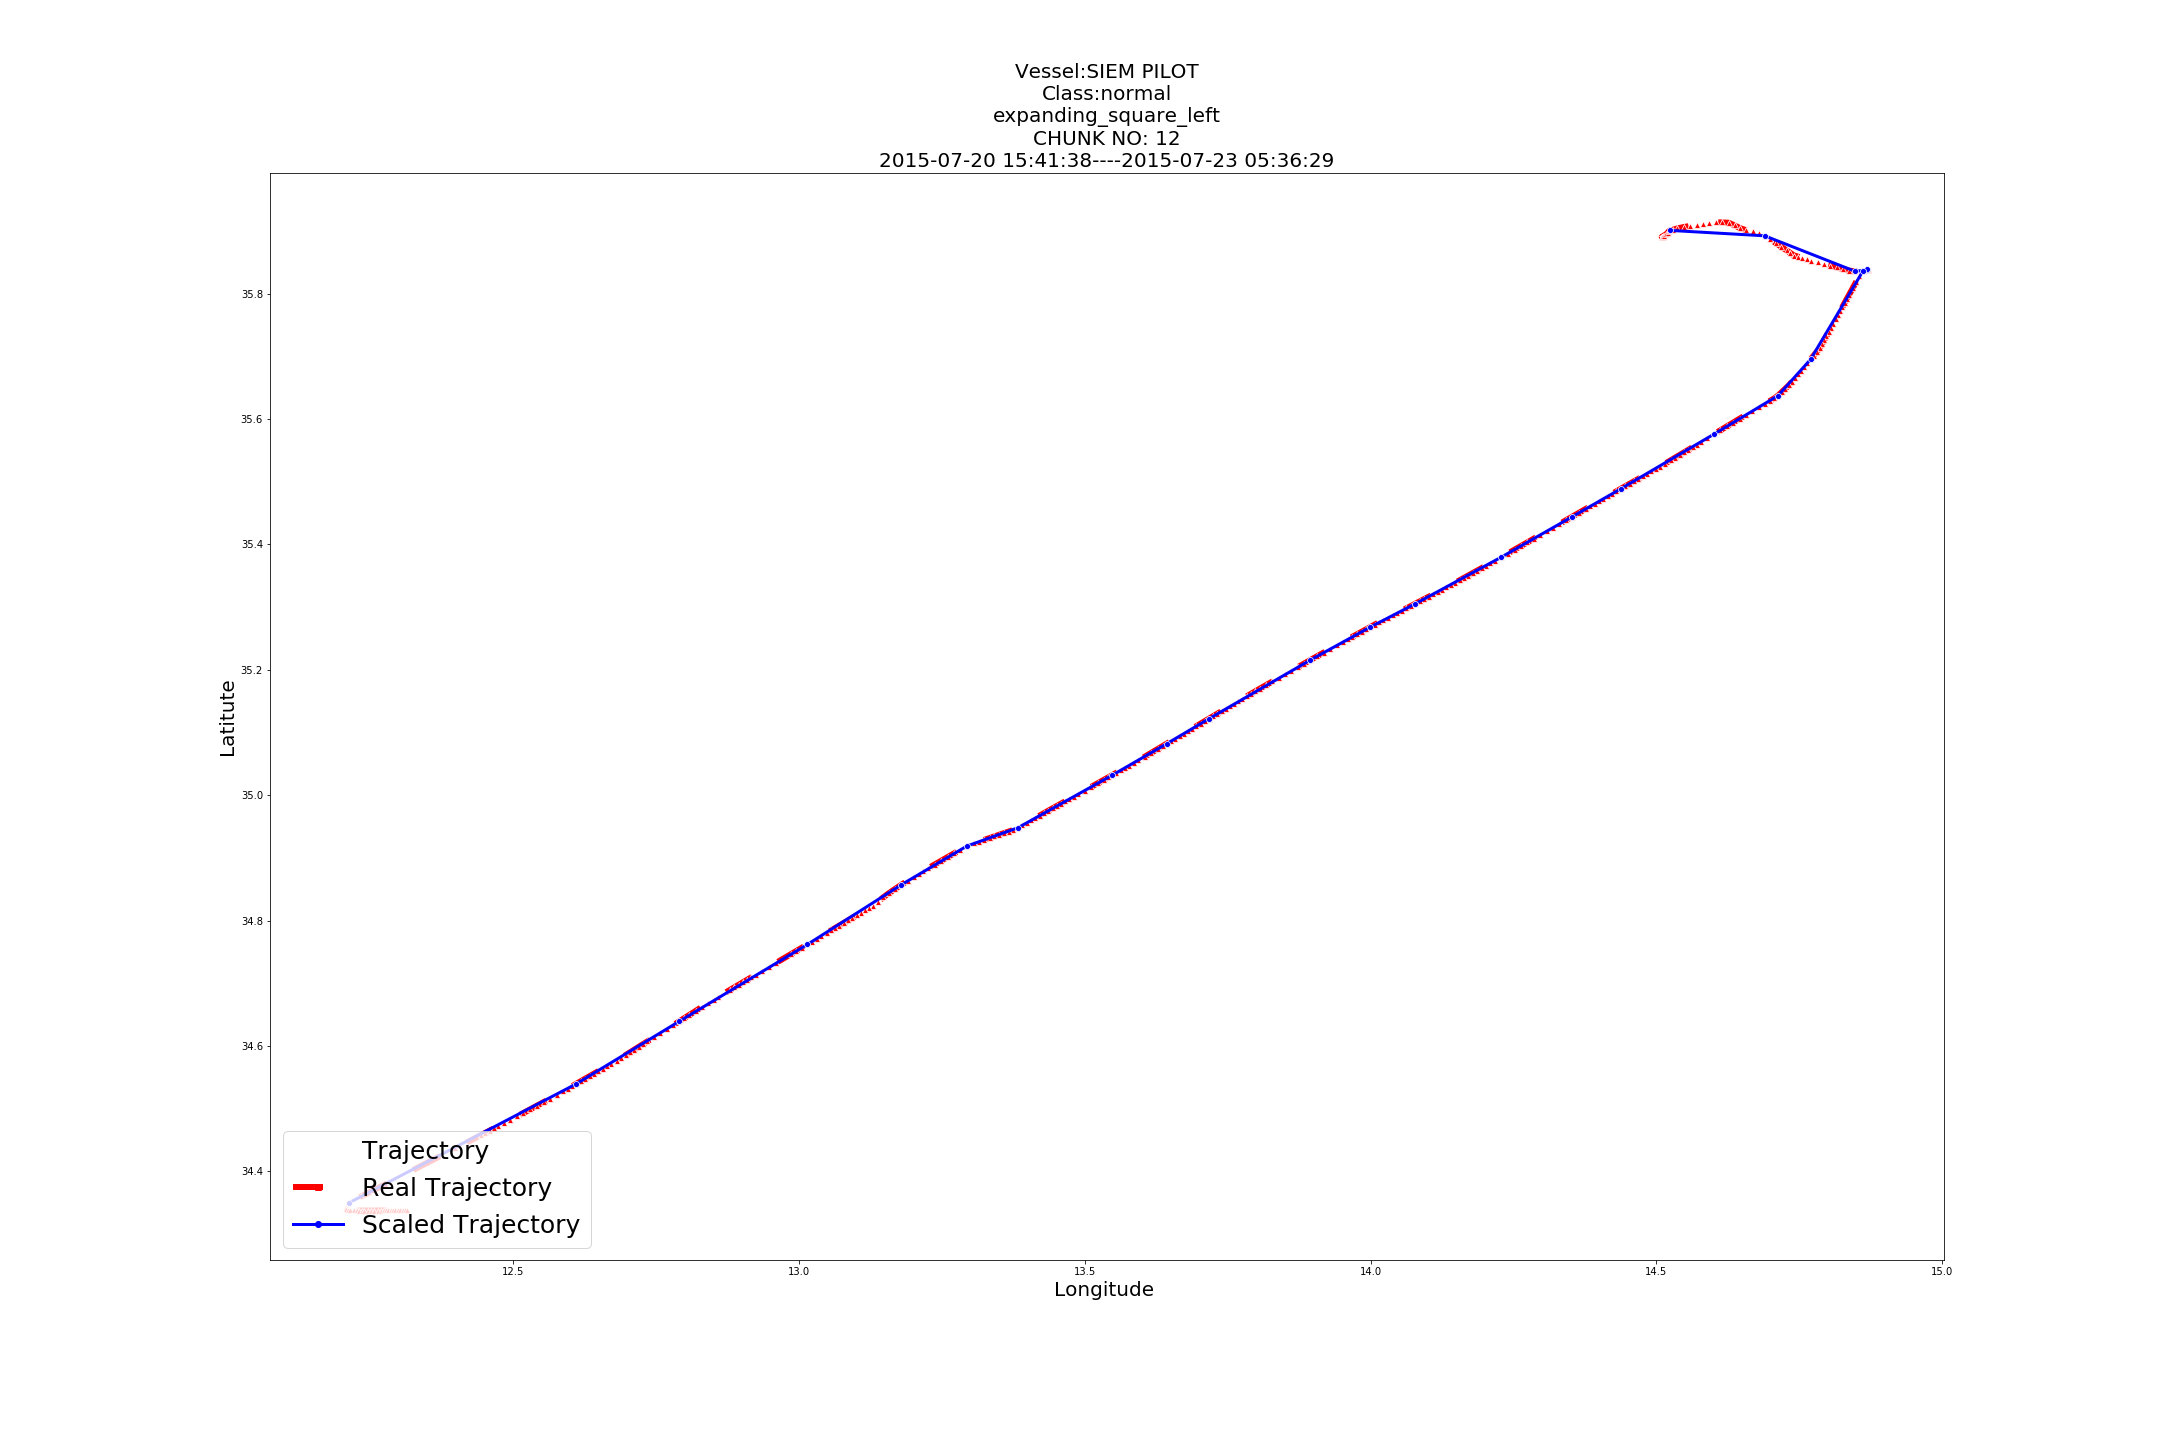 Vessel:SIEM PILOT
Class:normal
expanding_square_left
CHUNK NO: 12
2015-07-20 15:41:38----2015-07-23 05:36:29
35.8
35.6
35.4
35.2
35.0
34.8
34.6
34.4
Latitute
Trajectory
Real Trajectory
Scaled Trajectory
12.5 13.0 13.5 14.0 14.5 15.0
Longitude